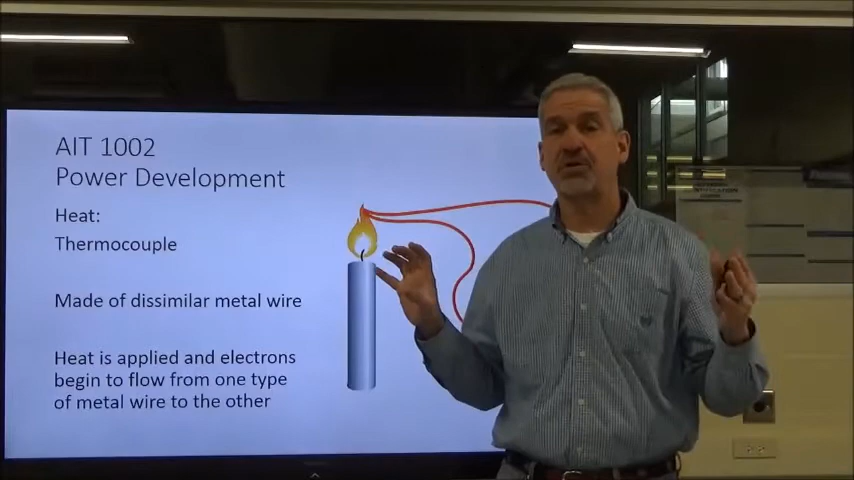 AIT 1002
Power Development
Heat:
Thermocouple
Made of dissimilar metal wire
Heat is Applied and electrons
begin to flow from one type
of metal wire to the other